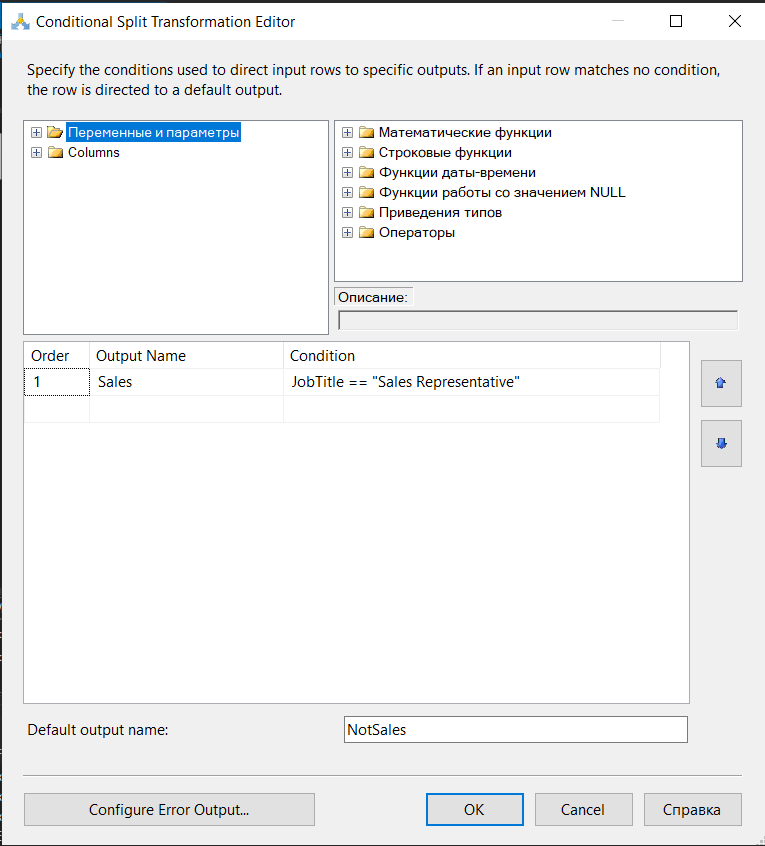 Conditional Split Transformation Editor
Specify the conditions used to direct input rows to specific outputs. If an input row matches no condition,
the row is directed to a default output.
Переменные и параметры
Columns
Математические функции
Строковые функции
Функции даты-времени
Функции работы со значением NULL
Приведения типов
Операторы
Описание:
Order Output Name Condition
1 Sales JobTitle == "Sales Representative"
Default output name: NotSales
Configure Error Output... OK Cancel Справка